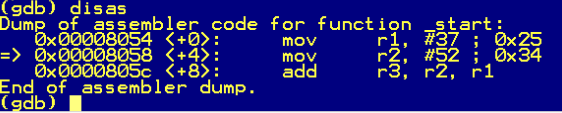 (gdb) disas
Dump of assembler code for function _start:
   0x00008054 <+0>:     mov     r1, #37 ; 0x25
=> 0x00008058 <+4>:     mov     r2, #52 ; 0x34
   0x0000805c <+8>:     add     r3, r2, r1
End of assembler dump.
(gdb)